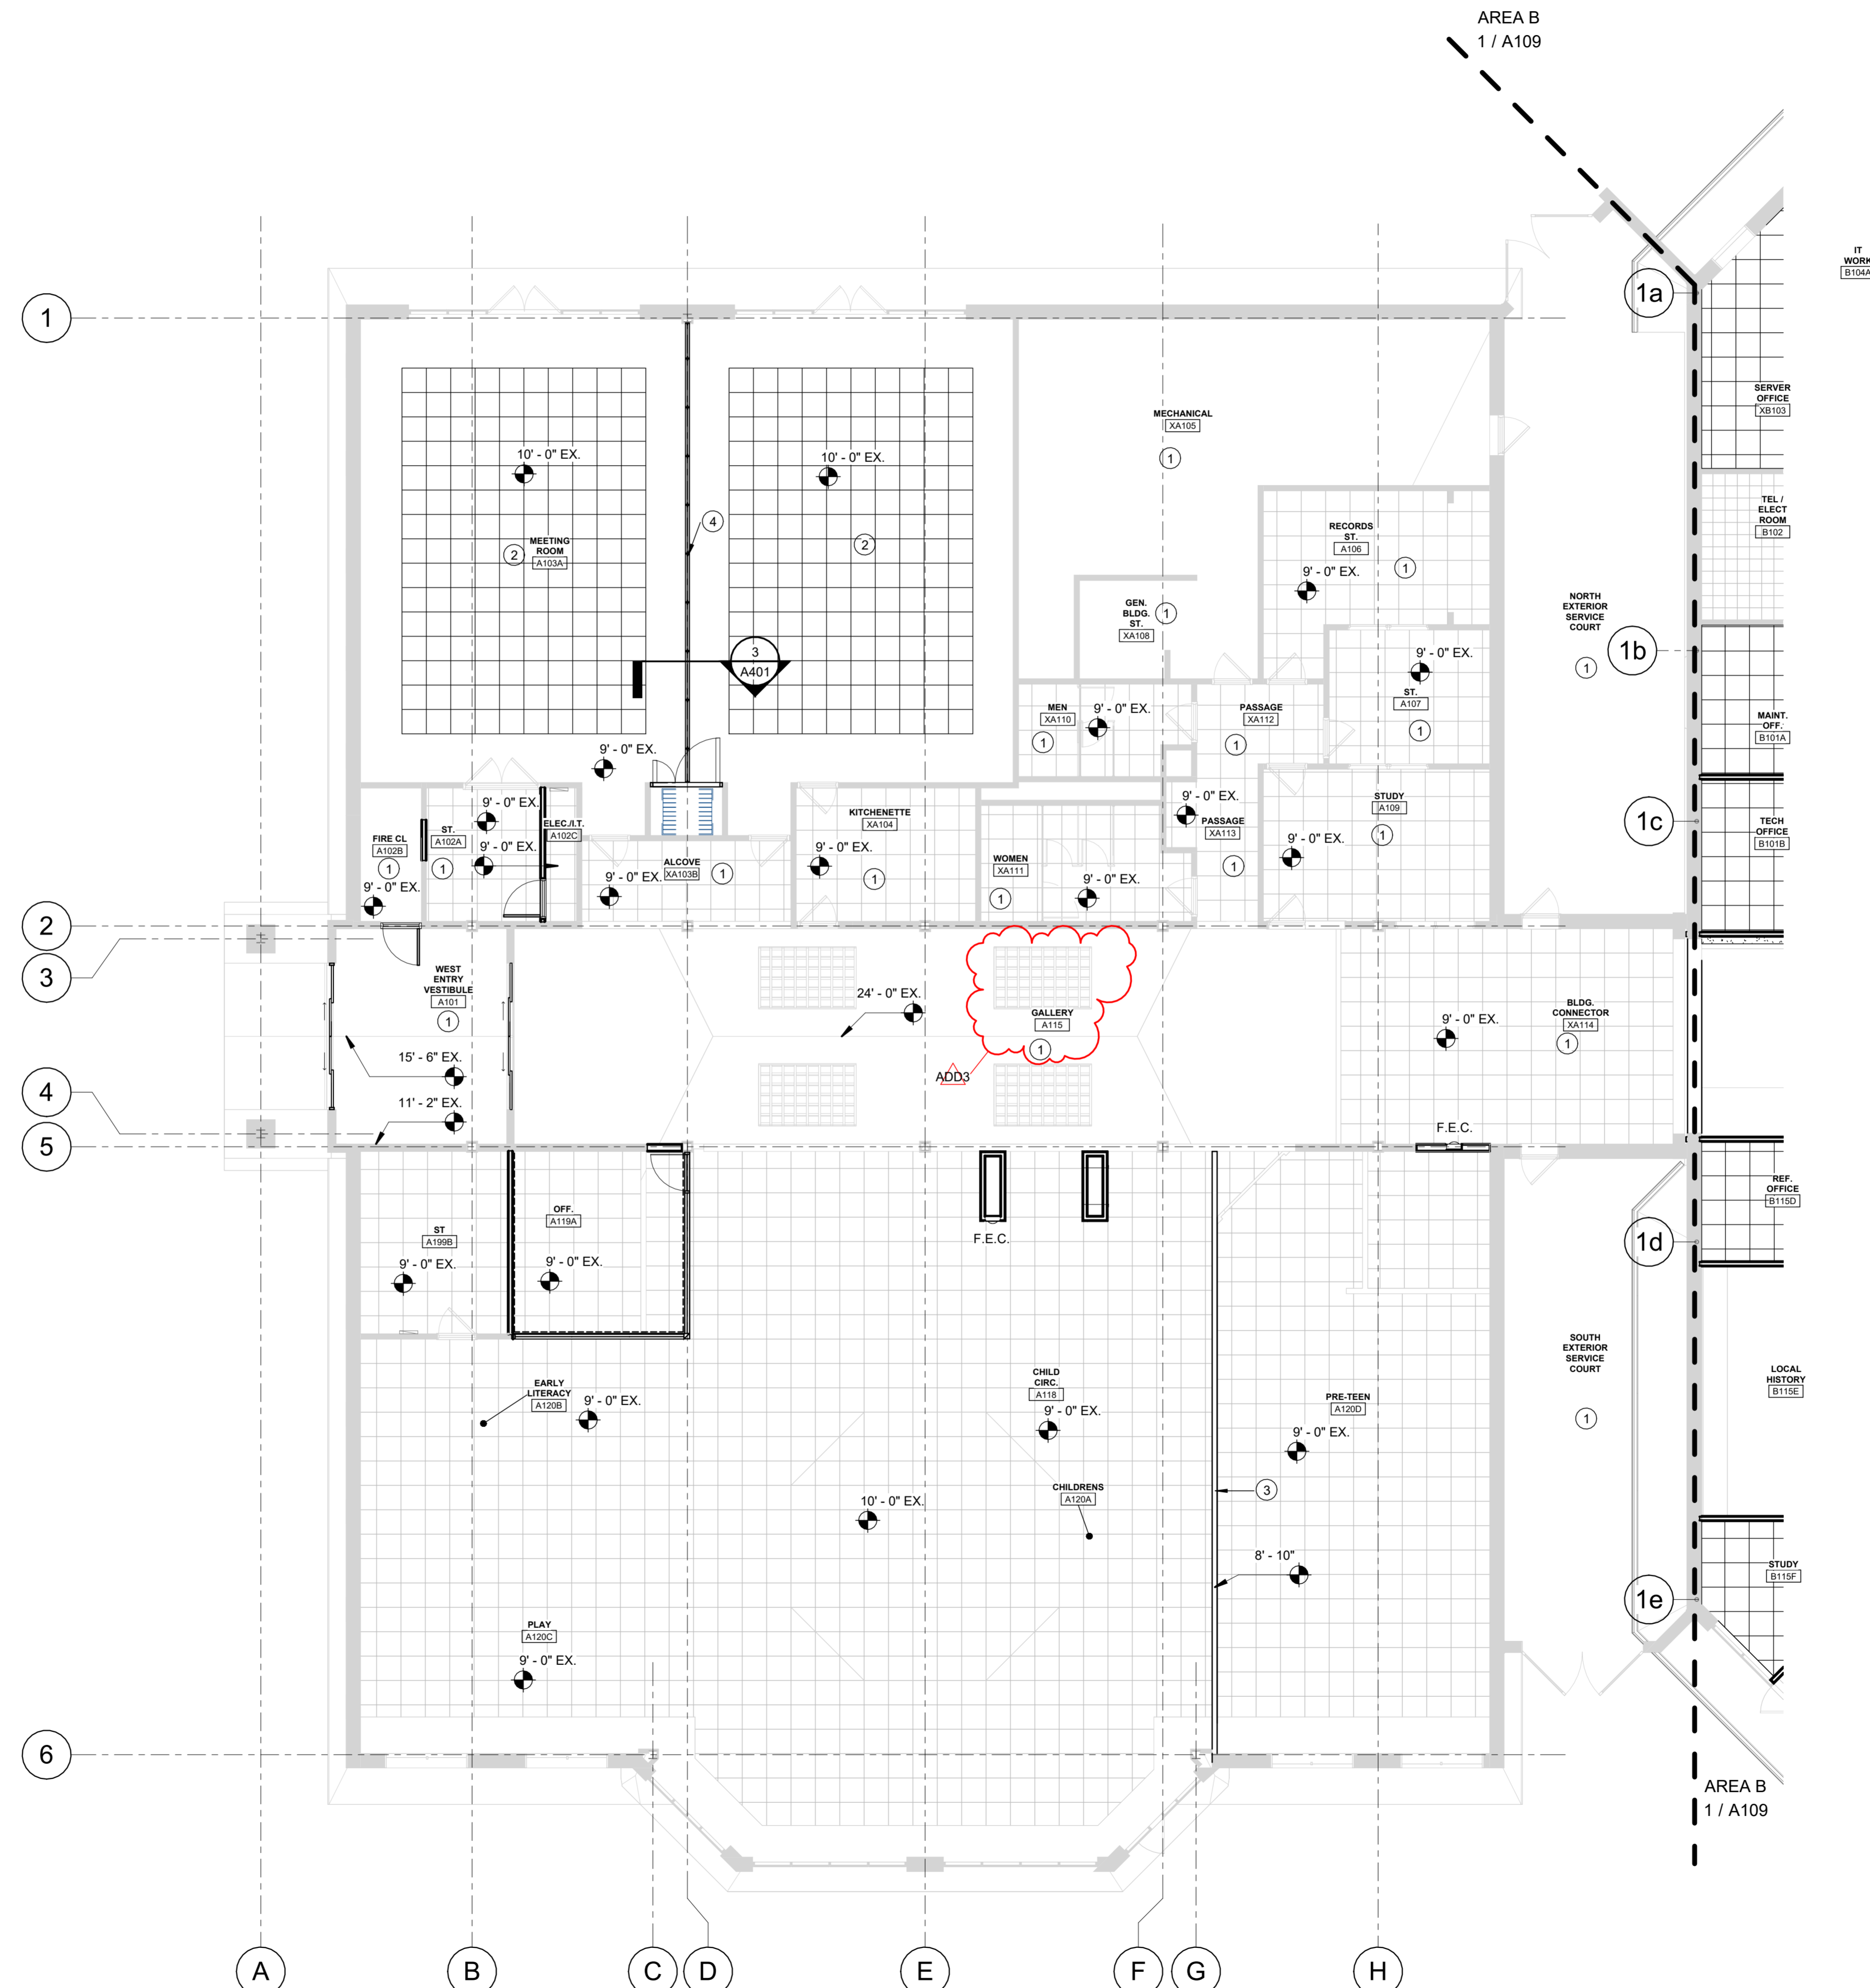 AREA B
1 / A109
IT
WORK
B104A
1a
1
SERVER
OFFICE
XB103
MECHANICAL
XA105
1
10' - 0" EX.
10' - 0" EX.
4
2
MEETING
ROOM
A103A
2
RECORDS
ST.
A106
1
9' - 0" EX.
TEL /
ELECT
ROOM
B102
GEN.
BLDG.
ST.
XA108
1
NORTH
EXTERIOR
SERVICE
COURT
1
1b
3
A401
9' - 0" EX.
ST.
A107
1
MEN
XA110
1
9' - 0" EX.
PASSAGE
XA112
1
MAINT.
OFF.
B101A
9' - 0" EX.
9' - 0" EX.
ST.
A102A
1
9' - 0" EX.
ELEC./I.T.
A102C
FIRE CL
A102B
1
9' - 0" EX.
KITCHENETTE
XA104
9' - 0" EX.
1
9' - 0" EX.
PASSAGE
XA113
1
STUDY
A109
1
9' - 0" EX.
1c
TECH
OFFICE
B101B
ALCOVE
XA103B
1
9' - 0" EX.
WOMEN
XA111
1
9' - 0" EX.
2
3
WEST
ENTRY
VESTIBULE
A101
1
24' - 0" EX.
GALLERY
A115
1
ADD3
BLDG.
CONNECTOR
XA114
1
9' - 0" EX.
15' - 6" EX.
4
11' - 2" EX.
5
F.E.C.
ST
A199B
9' - 0" EX.
OFF.
A119A
9' - 0" EX.
F.E.C.
REF.
OFFICE
B115D
1d
SOUTH
EXTERIOR
SERVICE
COURT
1
EARLY
LITERACY
A120B
9' - 0" EX.
CHILD
CIRC.
A118
9' - 0" EX.
PRE-TEEN
A120D
9' - 0" EX.
LOCAL
HISTORY
B115E
CHILDRENS
A120A
3
10' - 0" EX.
8' - 10"
STUDY
B115F
1e
PLAY
A120C
9' - 0" EX.
6
AREA B
1 / A109
A
B
C
D
E
F
G
H